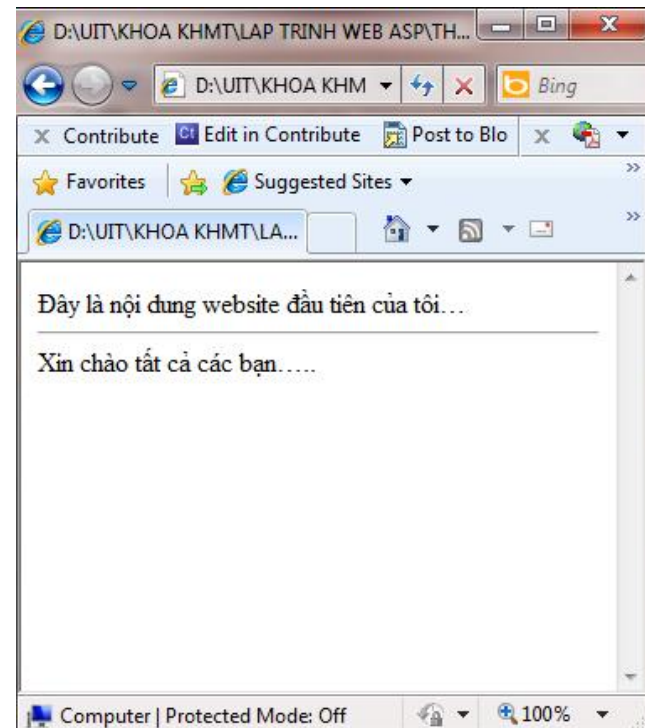 D:\UIT\KHOA KHMT\LAP TRINH WEB ASP\TH...
D:\UIT\KHOA KHM Bing
x Contribute Ct Edit in Contribute Post to Blo x
Favorites Suggested Sites
D:\UIT\KHOA KHMT\LA...
Đây là nội dung website đầu tiên của tôi…
Xin chào tất cả các bạn…..
Computer | Protected Mode: Off 100%